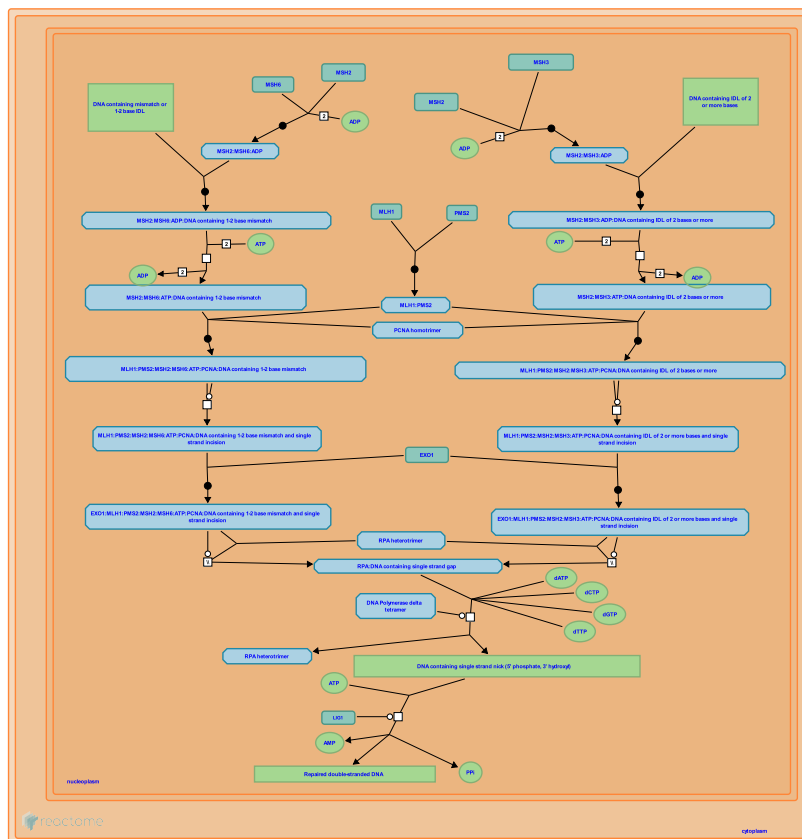 MSH3
MSH2
MSH6
DNA containing mismatch or
1-2 base IDL
DNA containing IDL of 2
or more bases
MSH2
2
ADP
2
ADP
MSH2:MSH6:ADP
MSH2:MSH3:ADP
MLH1
PMS2
MSH2:MSH6:ADP:DNA containing 1-2 base mismatch
MSH2:MSH3:ADP:DNA containing IDL of 2 bases or more
2
ATP
ATP
2
ADP
2
2
ADP
MSH2:MSH6:ATP:DNA containing 1-2 base mismatch
MSH2:MSH3:ATP:DNA containing IDL of 2 bases or more
MLH1:PMS2
PCNA homotrimer
MLH1:PMS2:MSH2:MSH6:ATP:PCNA:DNA containing 1-2 base mismatch
MLH1:PMS2:MSH2:MSH3:ATP:PCNA:DNA containing IDL of 2 bases or more
MLH1:PMS2:MSH2:MSH6:ATP:PCNA:DNA containing 1-2 base mismatch and single
strand incision
MLH1:PMS2:MSH2:MSH3:ATP:PCNA:DNA containing IDL of 2 or more bases and single
strand incision
EXO1
EXO1:MLH1:PMS2:MSH2:MSH6:ATP:PCNA:DNA containing 1-2 base mismatch and single
strand incision
EXO1:MLH1:PMS2:MSH2:MSH3:ATP:PCNA:DNA containing IDL of 2 or more bases and single
strand incision
RPA heterotrimer
\\
\\
RPA:DNA containing single strand gap
dATP
dCTP
dGTP
dTTP
DNA Polymerase delta
tetramer
RPA heterotrimer
DNA containing single strand nick (5' phosphate, 3' hydroxyl)
ATP
LIG1
AMP
PPi
Repaired double-stranded DNA
nucleoplasm
reactome
cytoplasm